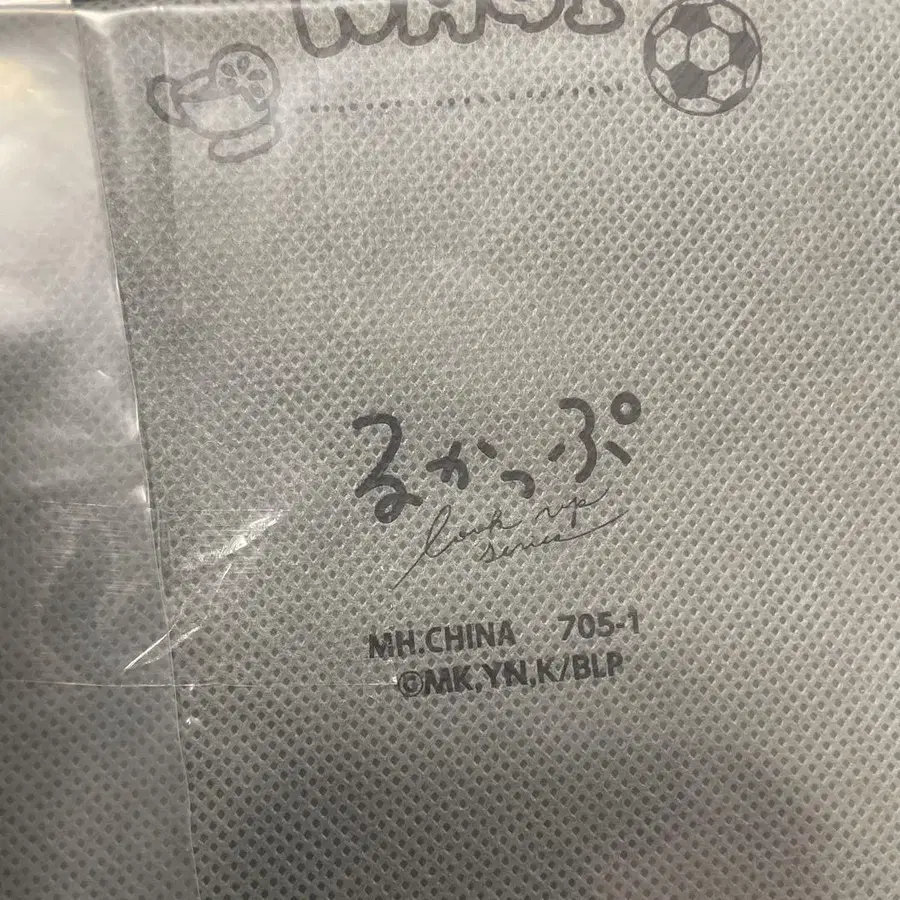 るかっぷ
look up
series
MH.CHINA 705-1
©MK,YN,K/BLP